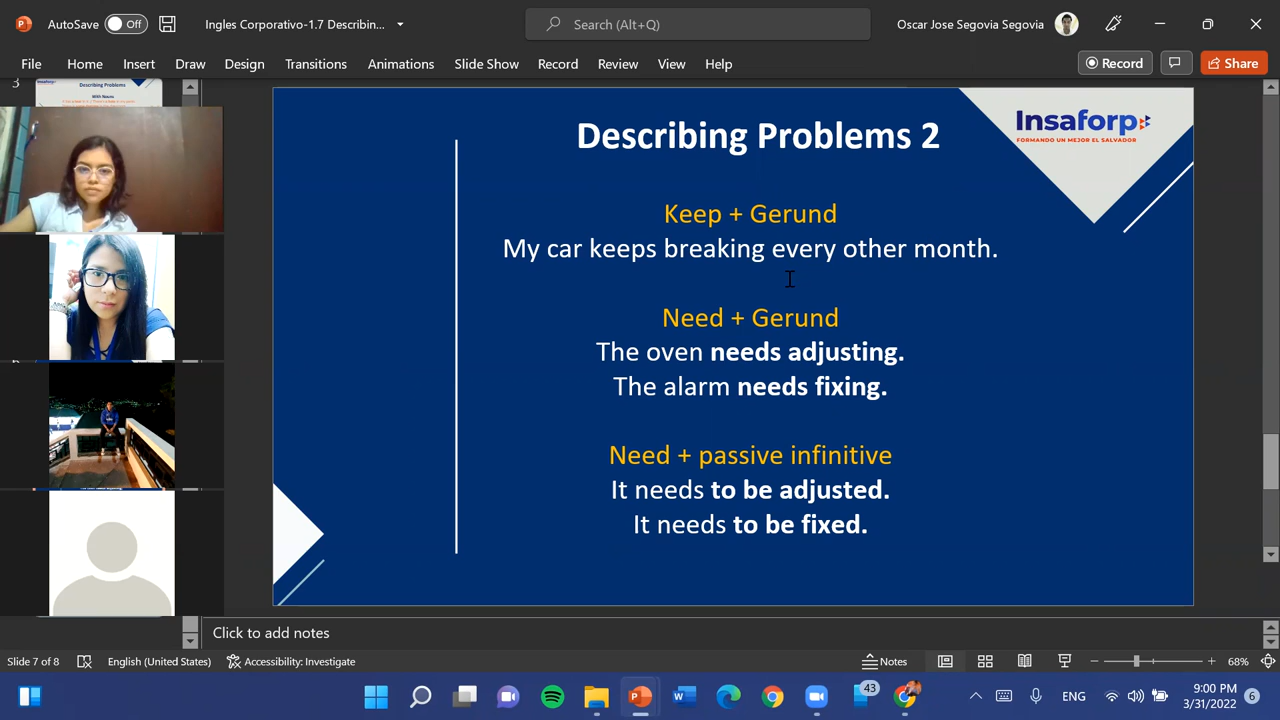 AutoSave Off
Ingles Corporativo-1.7 Describin...
Search (Alt+Q)
Oscar Jose Segovia Segovia
File Home Insert Draw Design Transitions Animations Slide Show Record Review View Help
Record
Share
3
Describing Problems
With Nouns:
Describing Problems 2
Insaforp
FORMANDO UN MEJOR EL SALVADOR
Keep + Gerund
My car keeps breaking every other month.
Need + Gerund
The oven needs adjusting.
The alarm needs fixing.
Need + passive infinitive
It needs to be adjusted.
It needs to be fixed.
Click to add notes
Slide 7 of 8
English (United States)
Accessibility: Investigate
Notes
68%
43
ENG
9:00 PM
3/31/2022
6